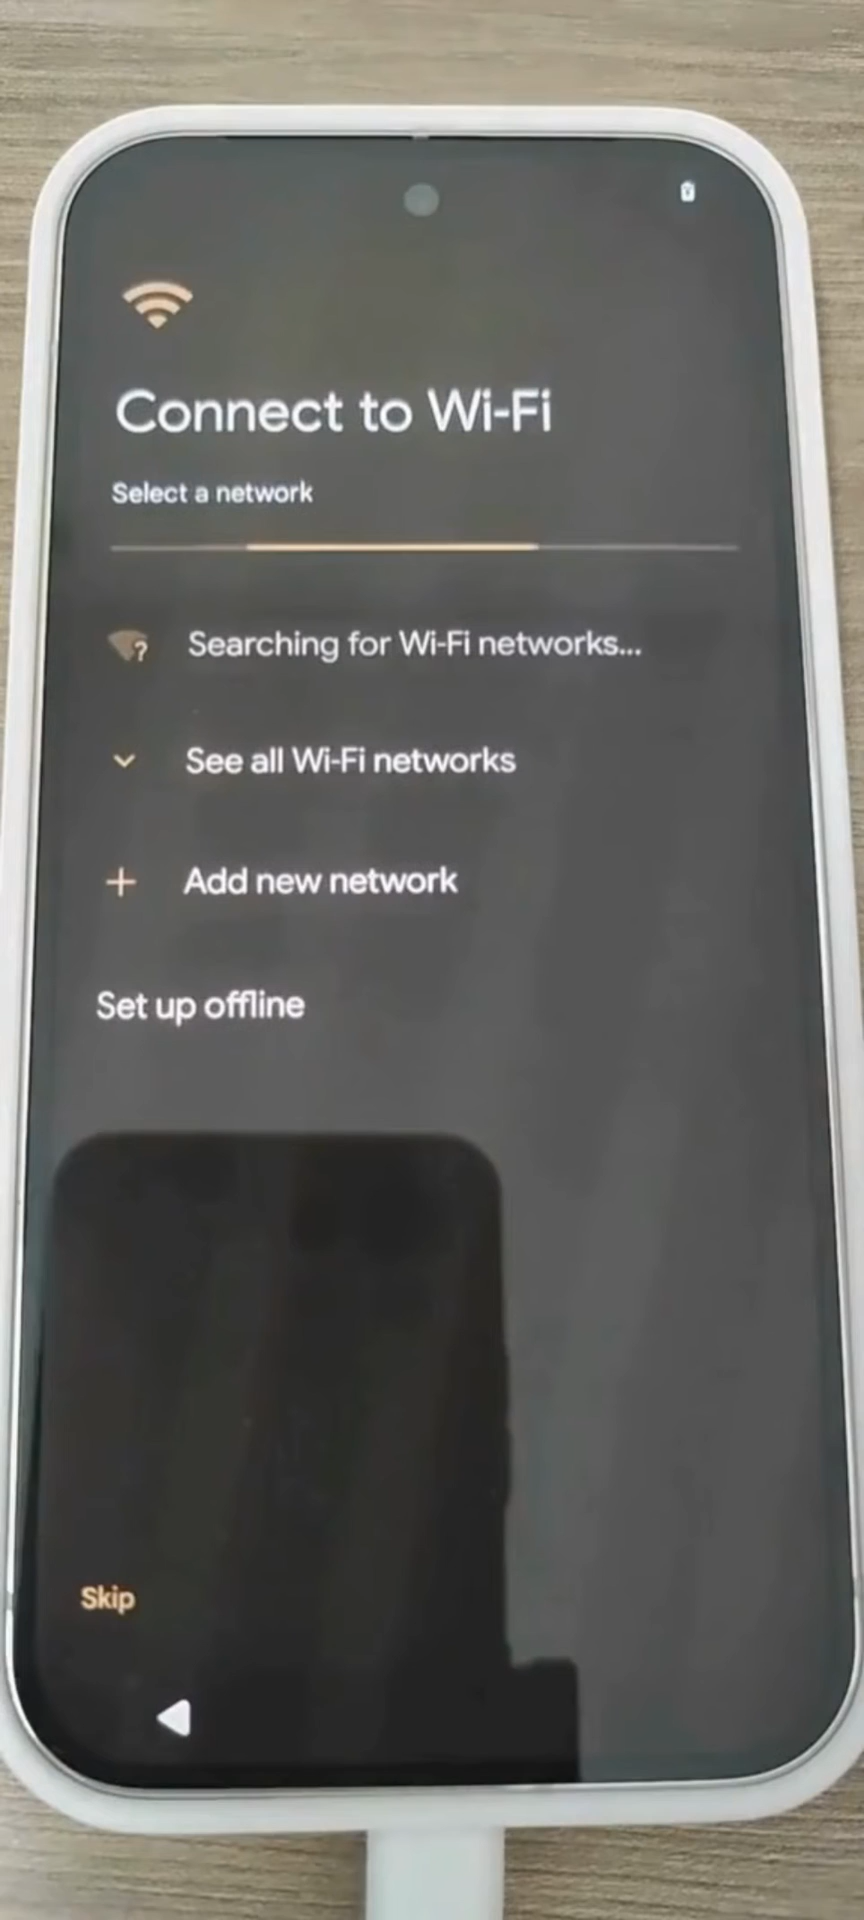 Connect to Wi-Fi
Select a network
Searching for Wi-Fi networks...
See all Wi-Fi networks
Add new network
Set up offline
Skip